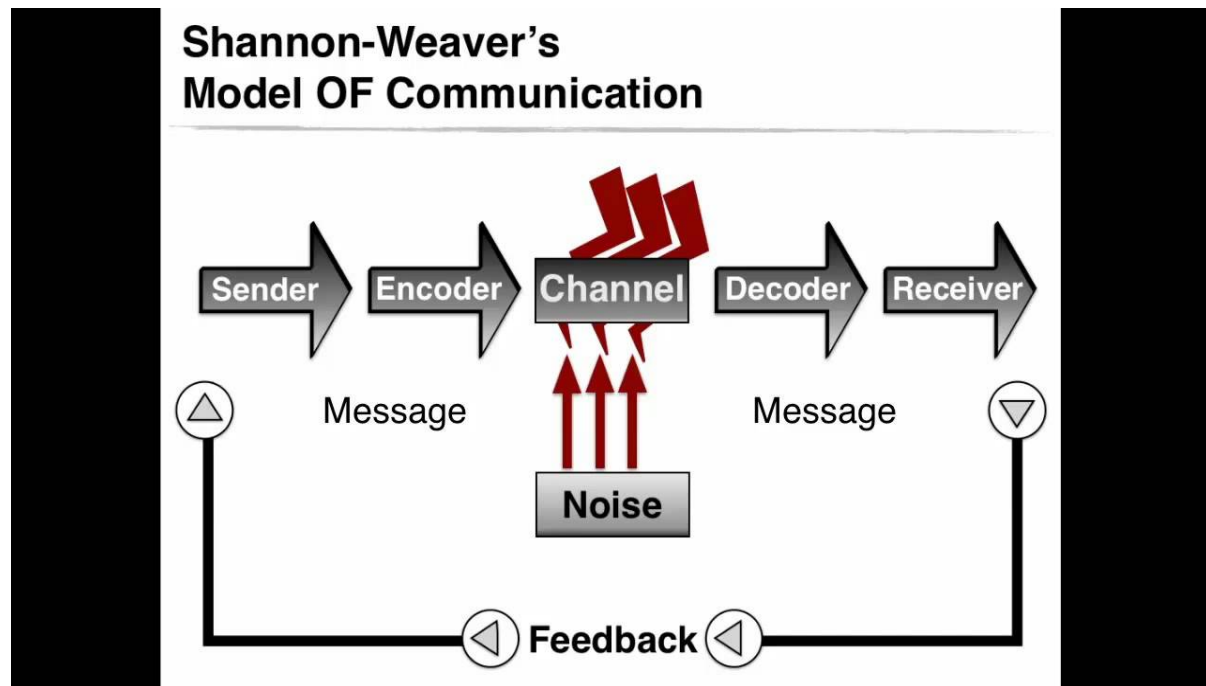 Shannon-Weaver's
Model OF Communication
Sender
Encoder
Channel
Decoder
Receiver
Message
Message
Noise
Feedback